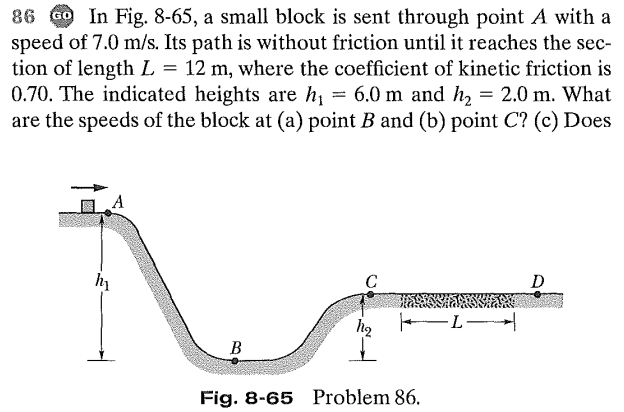 86 GO In Fig. 8-65, a small block is sent through point A with a
speed of 7.0 m/s. Its path is without friction until it reaches the sec-
tion of length L = 12 m, where the coefficient of kinetic friction is
0.70. The indicated heights are h₁ = 6.0 m and h₂ = 2.0 m. What
are the speeds of the block at (a) point B and (b) point C? (c) Does
A
h₁
C
D
h₂
L
B
Fig. 8-65 Problem 86.